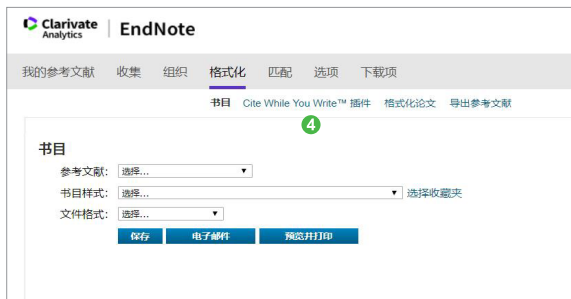 Clarivate Analytics | EndNote
我的参考文献 收集 组织 格式化 匹配 选项 下载项
书目 Cite While You Write™ 插件 格式化论文 导出参考文献
4
书目
参考文献: 选择...
书目样式: 选择... 选择收藏夹
文件格式: 选择...
保存 电子邮件 预览并打印